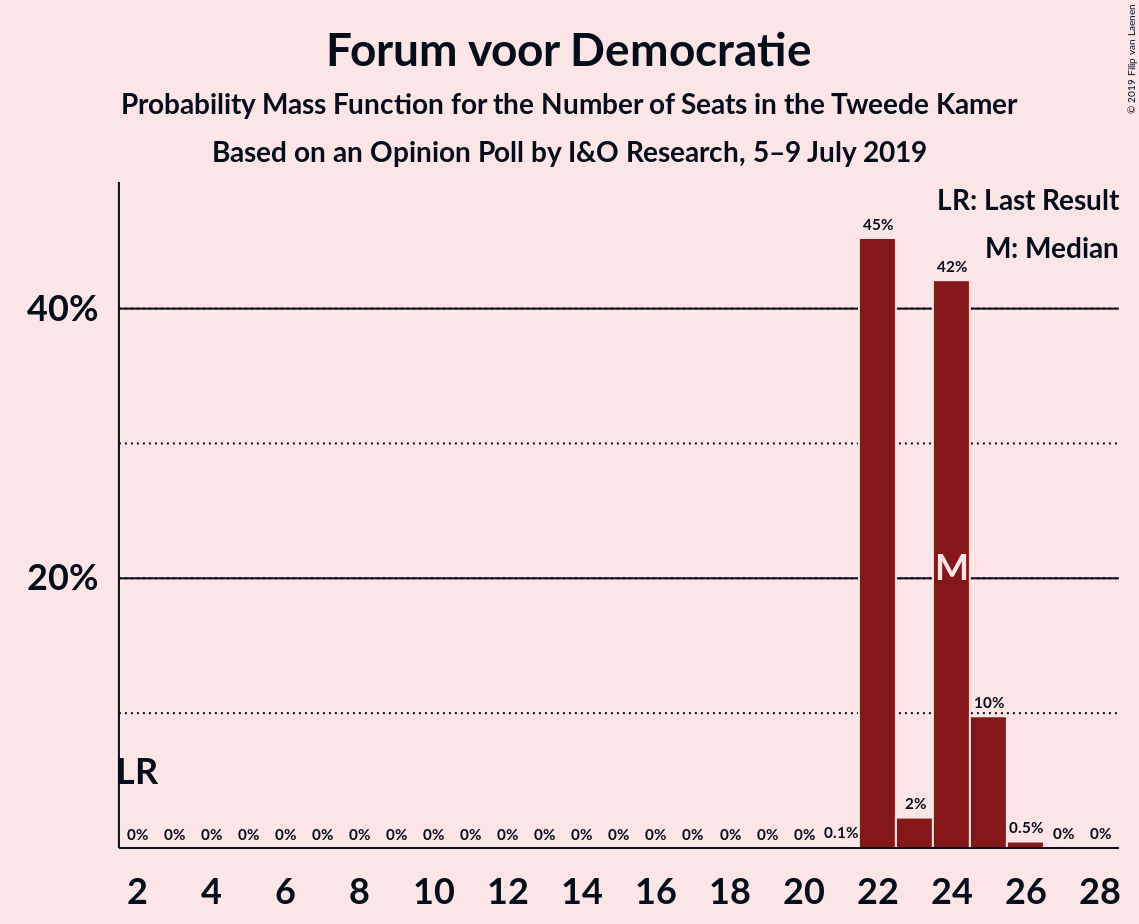 Forum voor Democratie
Probability Mass Function for the Number of Seats in the Tweede Kamer
Based on an Opinion Poll by I&O Research, 5–9 July 2019
© 2019 Filip van Laenen
LR: Last Result
M: Median
45%
42%
40%
20%
M
10%
LR
2%
0% 0% 0% 0% 0% 0% 0% 0% 0% 0% 0% 0% 0% 0% 0% 0% 0% 0% 0% 0.1% 0.5% 0% 0%
2 4 6 8 10 12 14 16 18 20 22 24 26 28